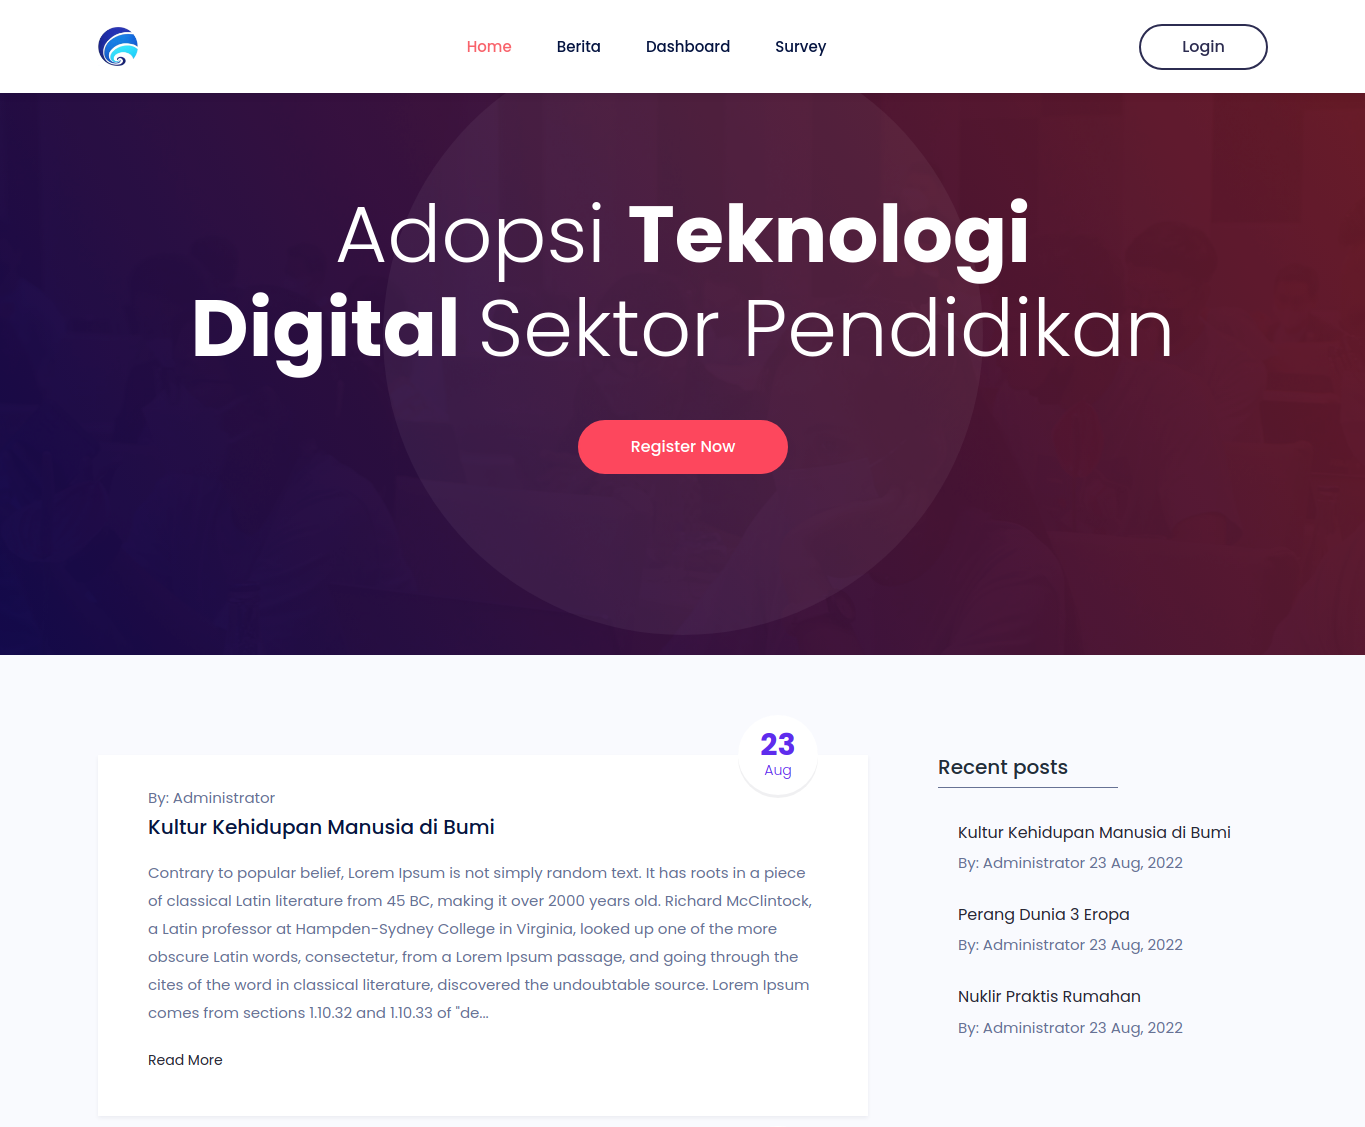 Home Berita Dashboard Survey Login
Adopsi Teknologi
Digital Sektor Pendidikan
Register Now
23
Aug
By: Administrator
Kultur Kehidupan Manusia di Bumi
Contrary to popular belief, Lorem Ipsum is not simply random text. It has roots in a piece
of classical Latin literature from 45 BC, making it over 2000 years old. Richard McClintock,
a Latin professor at Hampden-Sydney College in Virginia, looked up one of the more
obscure Latin words, consectetur, from a Lorem Ipsum passage, and going through the
cites of the word in classical literature, discovered the undoubtable source. Lorem Ipsum
comes from sections 1.10.32 and 1.10.33 of "de...
Read More
Recent posts
Kultur Kehidupan Manusia di Bumi
By: Administrator 23 Aug, 2022
Perang Dunia 3 Eropa
By: Administrator 23 Aug, 2022
Nuklir Praktis Rumahan
By: Administrator 23 Aug, 2022